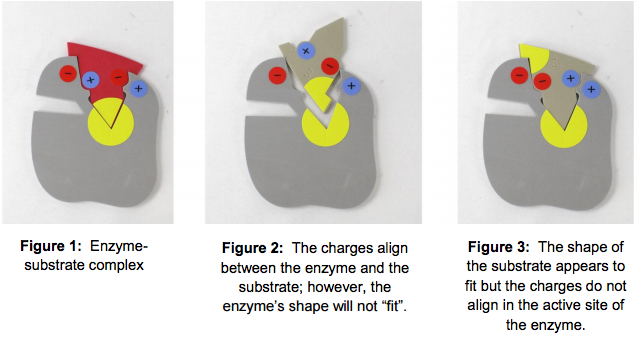 Figure 1: Enzyme-
substrate complex
Figure 2: The charges align
between the enzyme and the
substrate; however, the
enzyme's shape will not "fit".
Figure 3: The shape of
the substrate appears to
fit but the charges do not
align in the active site of
the enzyme.